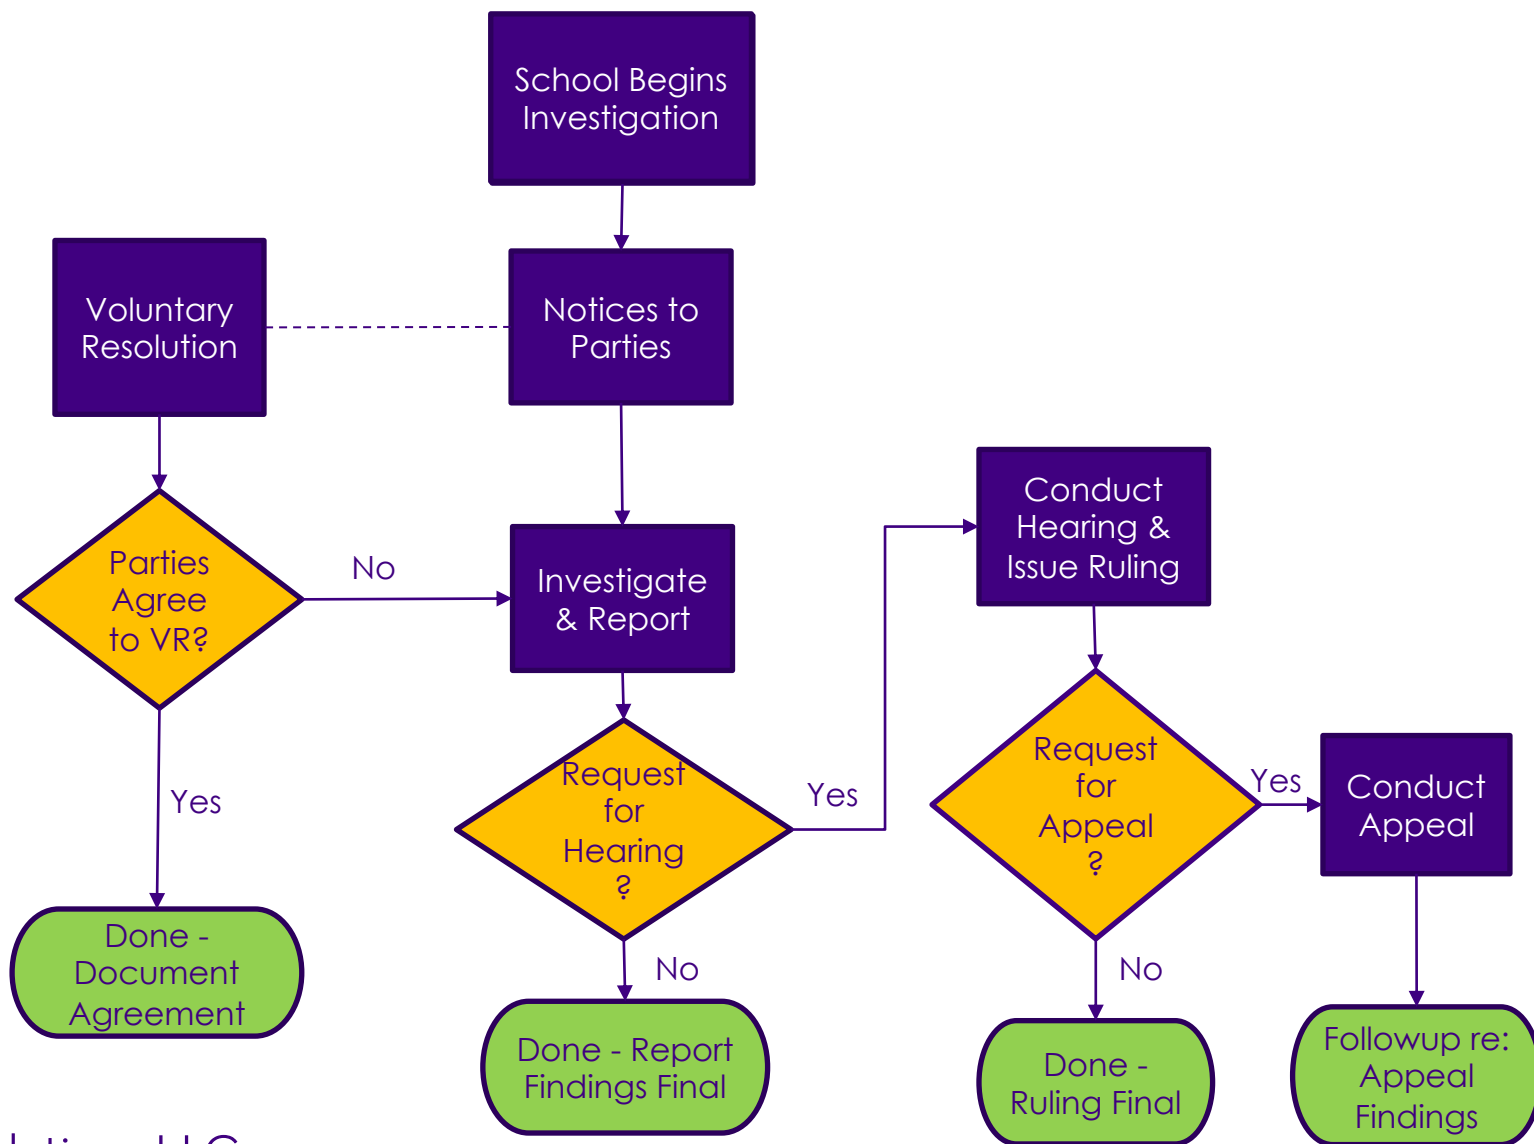 School Begins
Investigation
Voluntary
Resolution
Notices to
Parties
Parties
Agree
to VR?
No
Investigate
& Report
Conduct
Hearing &
Issue Ruling
Yes
Request
for
Hearing
?
Yes
Request
for
Appeal
?
Yes
Conduct
Appeal
Done -
Document
Agreement
No
Done - Report
Findings Final
No
Done -
Ruling Final
Followup re:
Appeal
Findings